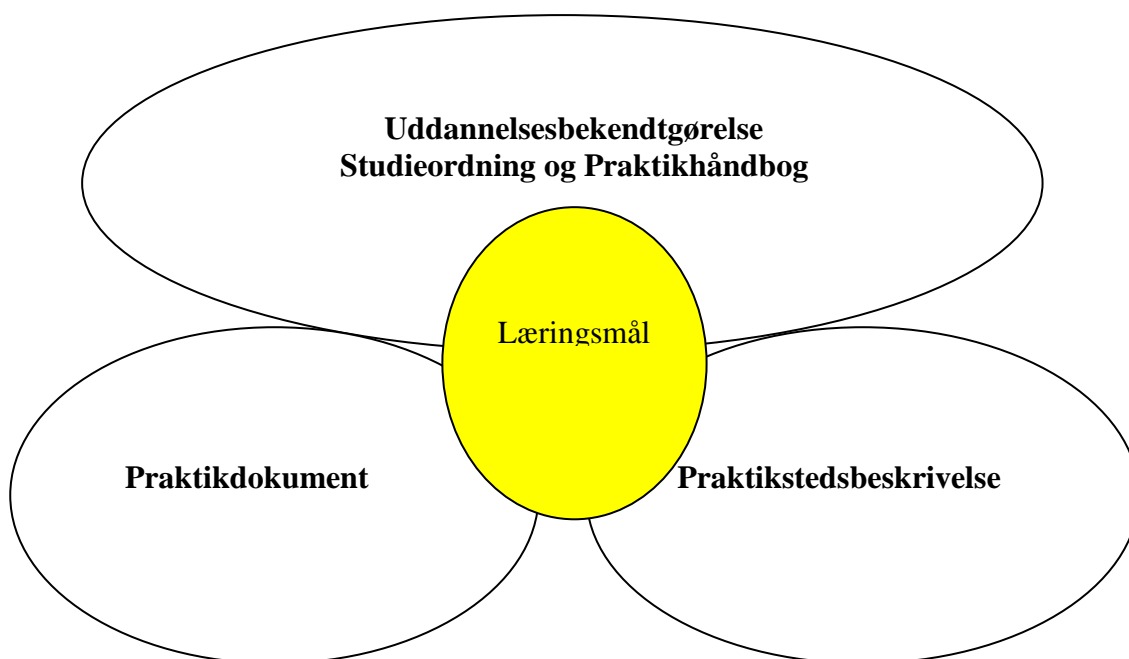 Uddannelsesbekendtgørelse
Studieordning og Praktikhåndbog
Læringsmål
Praktikdokument
Praktikstedsbeskrivelse